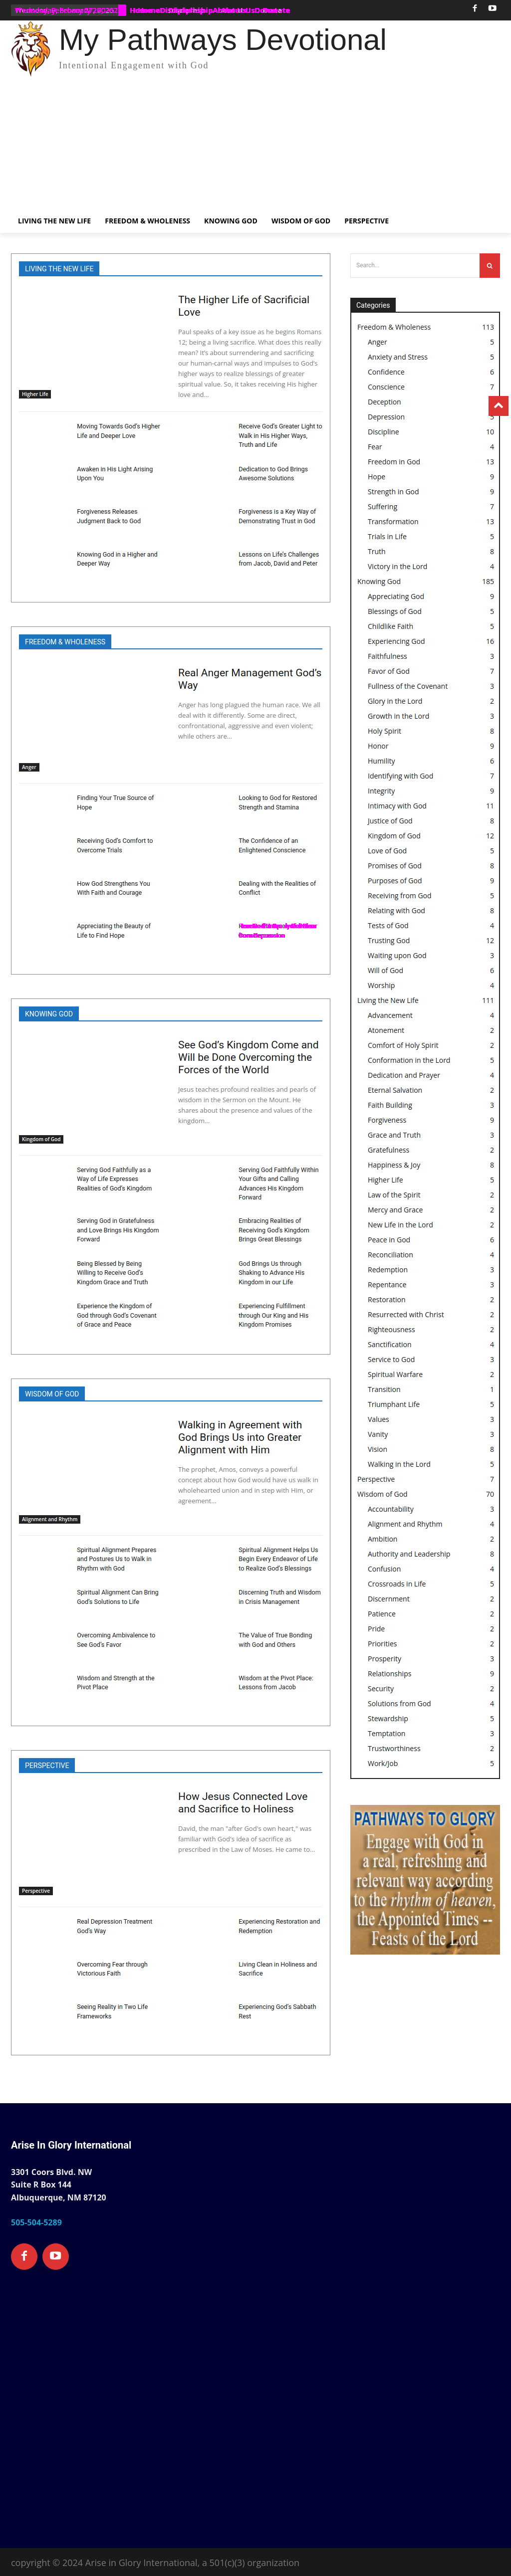 My Pathways Devotional
Intentional Engagement with God
LIVING THE NEW LIFE FREEDOM & WHOLENESS KNOWING GOD WISDOM OF GOD PERSPECTIVE
LIVING THE NEW LIFE
The Higher Life of Sacrificial
Love
Paul speaks of a key issue as he begins Romans
12; being a living sacrifice. What does this really
mean? It's about surrendering and sacrificing
our human-carnal ways and impulses to God's
higher ways to realize blessings of greater
spiritual value. So, it takes receiving His higher
love and...
Higher Life
Moving Towards God's Higher
Life and Deeper Love
Receive God's Greater Light to
Walk in His Higher Ways,
Truth and Life
Awaken in His Light Arising
Upon You
Dedication to God Brings
Awesome Solutions
Forgiveness Releases
Judgment Back to God
Forgiveness is a Key Way of
Demonstrating Trust in God
Knowing God in a Higher and
Deeper Way
Lessons on Life's Challenges
from Jacob, David and Peter
FREEDOM & WHOLENESS
Real Anger Management God's
Way
Anger has long plagued the human race. We all
deal with it differently. Some are direct,
confrontational, aggressive and even violent;
while others are...
Anger
Finding Your True Source of
Hope
Looking to God for Restored
Strength and Stamina
Receiving God's Comfort to
Overcome Trials
The Confidence of an
Enlightened Conscience
How God Strengthens You
With Faith and Courage
Dealing with the Realities of
Conflict
Appreciating the Beauty of
Life to Find Hope
KNOWING GOD
See God's Kingdom Come and
Will be Done Overcoming the
Forces of the World
Jesus teaches profound realities and pearls of
wisdom in the Sermon on the Mount. He
shares about the presence and values of the
kingdom...
Kingdom of God
Serving God Faithfully as a
Way of Life Expresses
Realities of God's Kingdom
Serving God Faithfully Within
Your Gifts and Calling
Advances His Kingdom
Forward
Serving God in Gratefulness
and Love Brings His Kingdom
Forward
Embracing Realities of
Receiving God's Kingdom
Brings Great Blessings
Being Blessed by Being
Willing to Receive God's
Kingdom Grace and Truth
God Brings Us through
Shaking to Advance His
Kingdom in our Life
Experience the Kingdom of
God through God's Covenant
of Grace and Peace
Experiencing Fulfillment
through Our King and His
Kingdom Promises
WISDOM OF GOD
Walking in Agreement with
God Brings Us into Greater
Alignment with Him
The prophet, Amos, conveys a powerful
concept about how God would have us walk in
wholehearted union and in step with Him, or
agreement...
Alignment and Rhythm
Spiritual Alignment Prepares
and Postures Us to Walk in
Rhythm with God
Spiritual Alignment Helps Us
Begin Every Endeavor of Life
to Realize God's Blessings
Spiritual Alignment Can Bring
God's Solutions to Life
Discerning Truth and Wisdom
in Crisis Management
Overcoming Ambivalence to
See God's Favor
The Value of True Bonding
with God and Others
Wisdom and Strength at the
Pivot Place
Wisdom at the Pivot Place:
Lessons from Jacob
PERSPECTIVE
How Jesus Connected Love
and Sacrifice to Holiness
David, the man "after God's own heart," was
familiar with God's idea of sacrifice as
prescribed in the Law of Moses. He came to...
Perspective
Real Depression Treatment
God's Way
Experiencing Restoration and
Redemption
Overcoming Fear through
Victorious Faith
Living Clean in Holiness and
Sacrifice
Seeing Reality in Two Life
Frameworks
Experiencing God's Sabbath
Rest
Search...
Categories
Freedom & Wholeness 113
Anger 5
Anxiety and Stress 5
Confidence 6
Conscience 7
Deception
Depression 5
Discipline 10
Fear 4
Freedom in God 13
Hope 9
Strength in God 9
Suffering 7
Transformation 13
Trials in Life 5
Truth 8
Victory in the Lord 4
Knowing God 185
Appreciating God 9
Blessings of God 5
Childlike Faith 5
Experiencing God 16
Faithfulness 3
Favor of God 7
Fullness of the Covenant 3
Glory in the Lord 2
Growth in the Lord 3
Holy Spirit 8
Honor 9
Humility 6
Identifying with God 7
Integrity 9
Intimacy with God 11
Justice of God 8
Kingdom of God 12
Love of God 5
Promises of God 8
Purposes of God 9
Receiving from God 5
Relating with God 8
Tests of God 4
Trusting God 12
Waiting upon God 3
Will of God 6
Worship 4
Living the New Life 111
Advancement 4
Atonement 2
Comfort of Holy Spirit 2
Conformation in the Lord 5
Dedication and Prayer 4
Eternal Salvation 2
Faith Building 3
Forgiveness 9
Grace and Truth 3
Gratefulness 2
Happiness & Joy 8
Higher Life 5
Law of the Spirit 2
Mercy and Grace 2
New Life in the Lord 2
Peace in God 6
Reconciliation 4
Redemption 3
Repentance 3
Restoration 2
Resurrected with Christ 2
Righteousness 2
Sanctification 4
Service to God 3
Spiritual Warfare 2
Transition 1
Triumphant Life 5
Values 3
Vanity 3
Vision 8
Walking in the Lord 5
Perspective 7
Wisdom of God 70
Accountability 3
Alignment and Rhythm 4
Ambition 2
Authority and Leadership 8
Confusion 4
Crossroads in Life 5
Discernment 2
Patience 2
Pride 2
Priorities 2
Prosperity 3
Relationships 9
Security 2
Solutions from God 4
Stewardship 5
Temptation 3
Trustworthiness 2
Work/Job 5
PATHWAYS TO GLORY
Engage with God in
a real, refreshing and
relevant way according
to the rhythm of heaven,
the Appointed Times --
Feasts of the Lord
Arise In Glory International
3301 Coors Blvd. NW
Suite R Box 144
Albuquerque, NM 87120
505-504-5289
copyright © 2024 Arise in Glory International, a 501(c)(3) organization